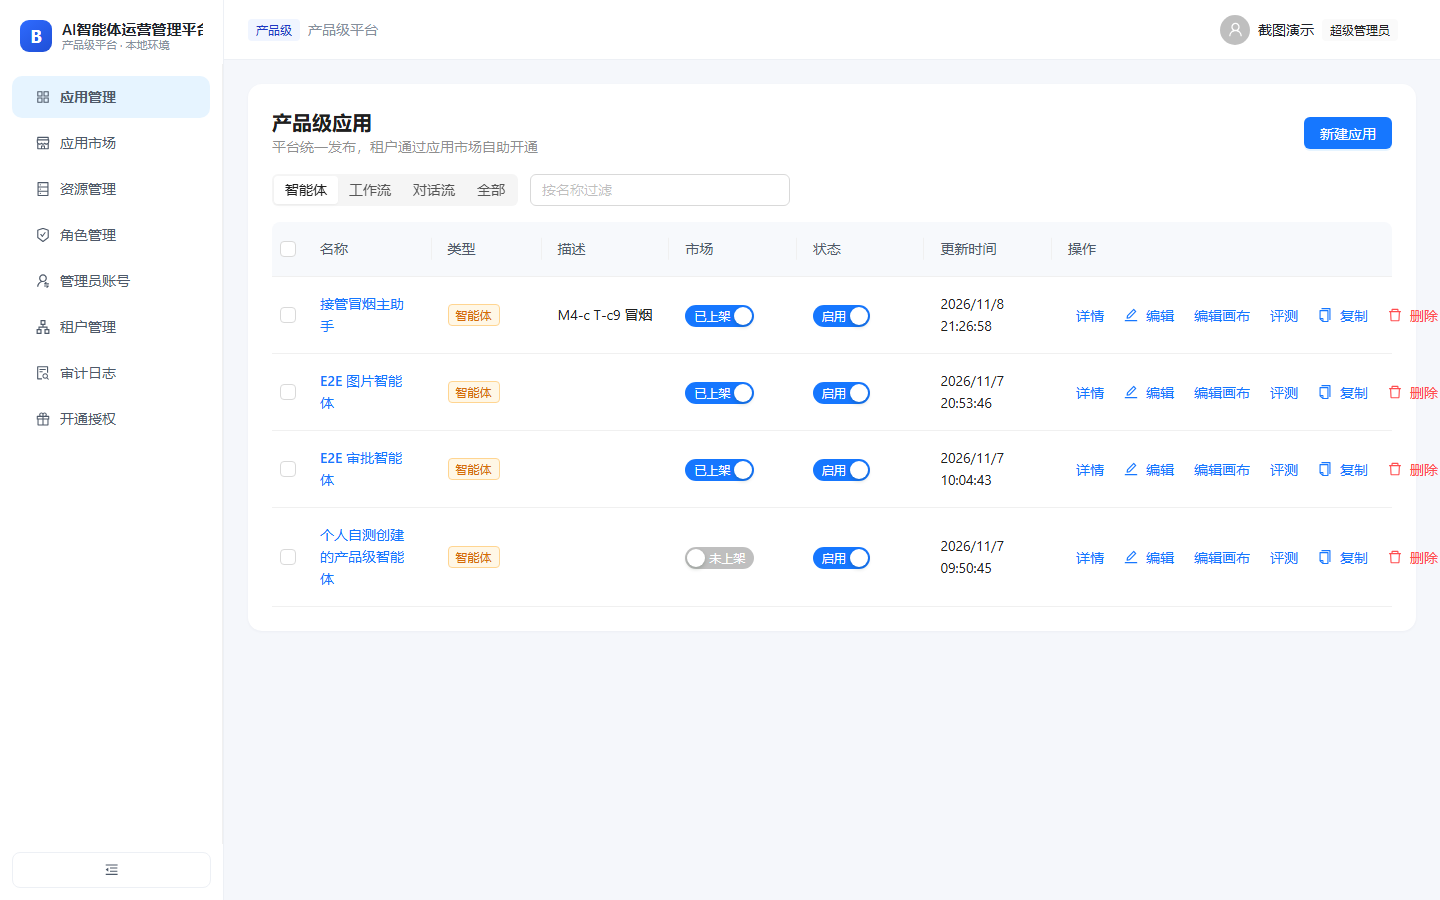 B
AI智能体运营管理平台
产品级平台 · 本地环境
产品级 产品级平台
截图演示 超级管理员
应用管理
应用市场
资源管理
角色管理
管理员账号
租户管理
审计日志
开通授权
产品级应用
平台统一发布，租户通过应用市场自助开通
新建应用
智能体 工作流 对话流 全部 按名称过滤
名称 类型 描述 市场 状态 更新时间 操作
接管冒烟主助
手
智能体 M4-c T-c9 冒烟 已上架 启用
2026/11/8
21:26:58
详情 编辑 编辑画布 评测 复制 删除
E2E 图片智能
体
智能体 已上架 启用
2026/11/7
20:53:46
详情 编辑 编辑画布 评测 复制 删除
E2E 审批智能
体
智能体 已上架 启用
2026/11/7
10:04:43
详情 编辑 编辑画布 评测 复制 删除
个人自测创建
的产品级智能
体
智能体 未上架 启用
2026/11/7
09:50:45
详情 编辑 编辑画布 评测 复制 删除